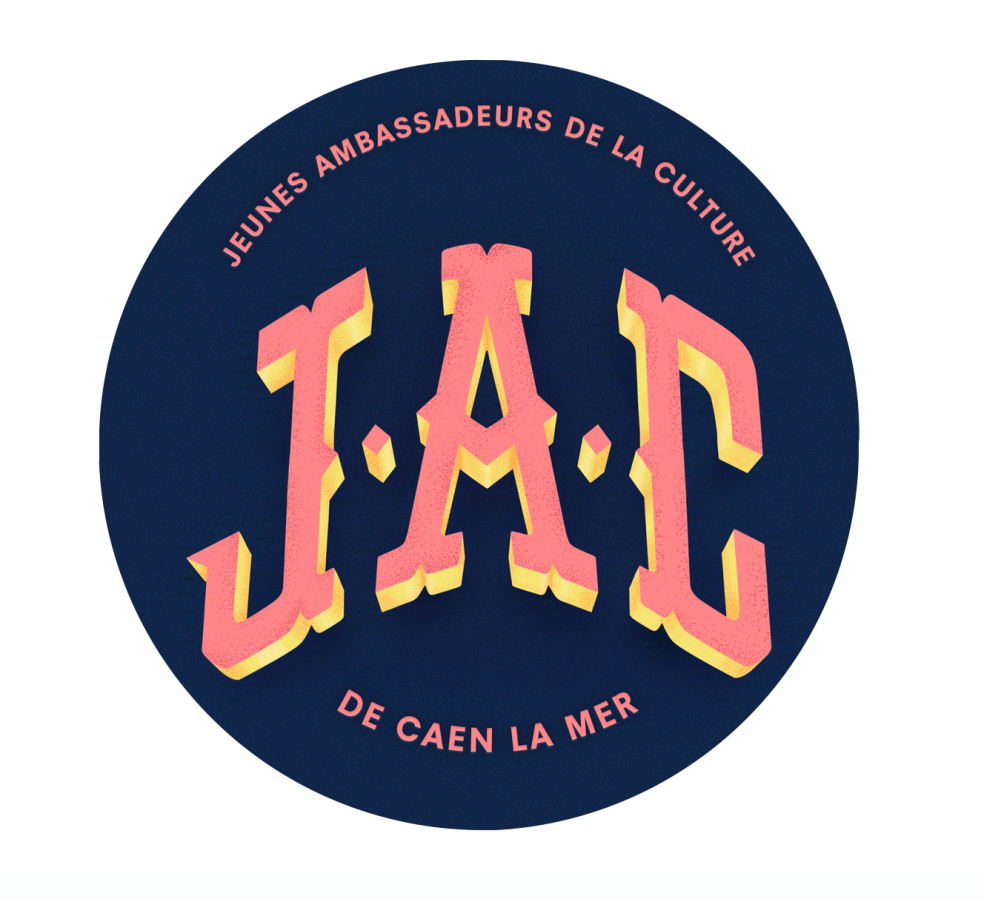 JEUNES AMBASSADEURS DE LA CULTURE
J.A.C
DE CAEN LA MER